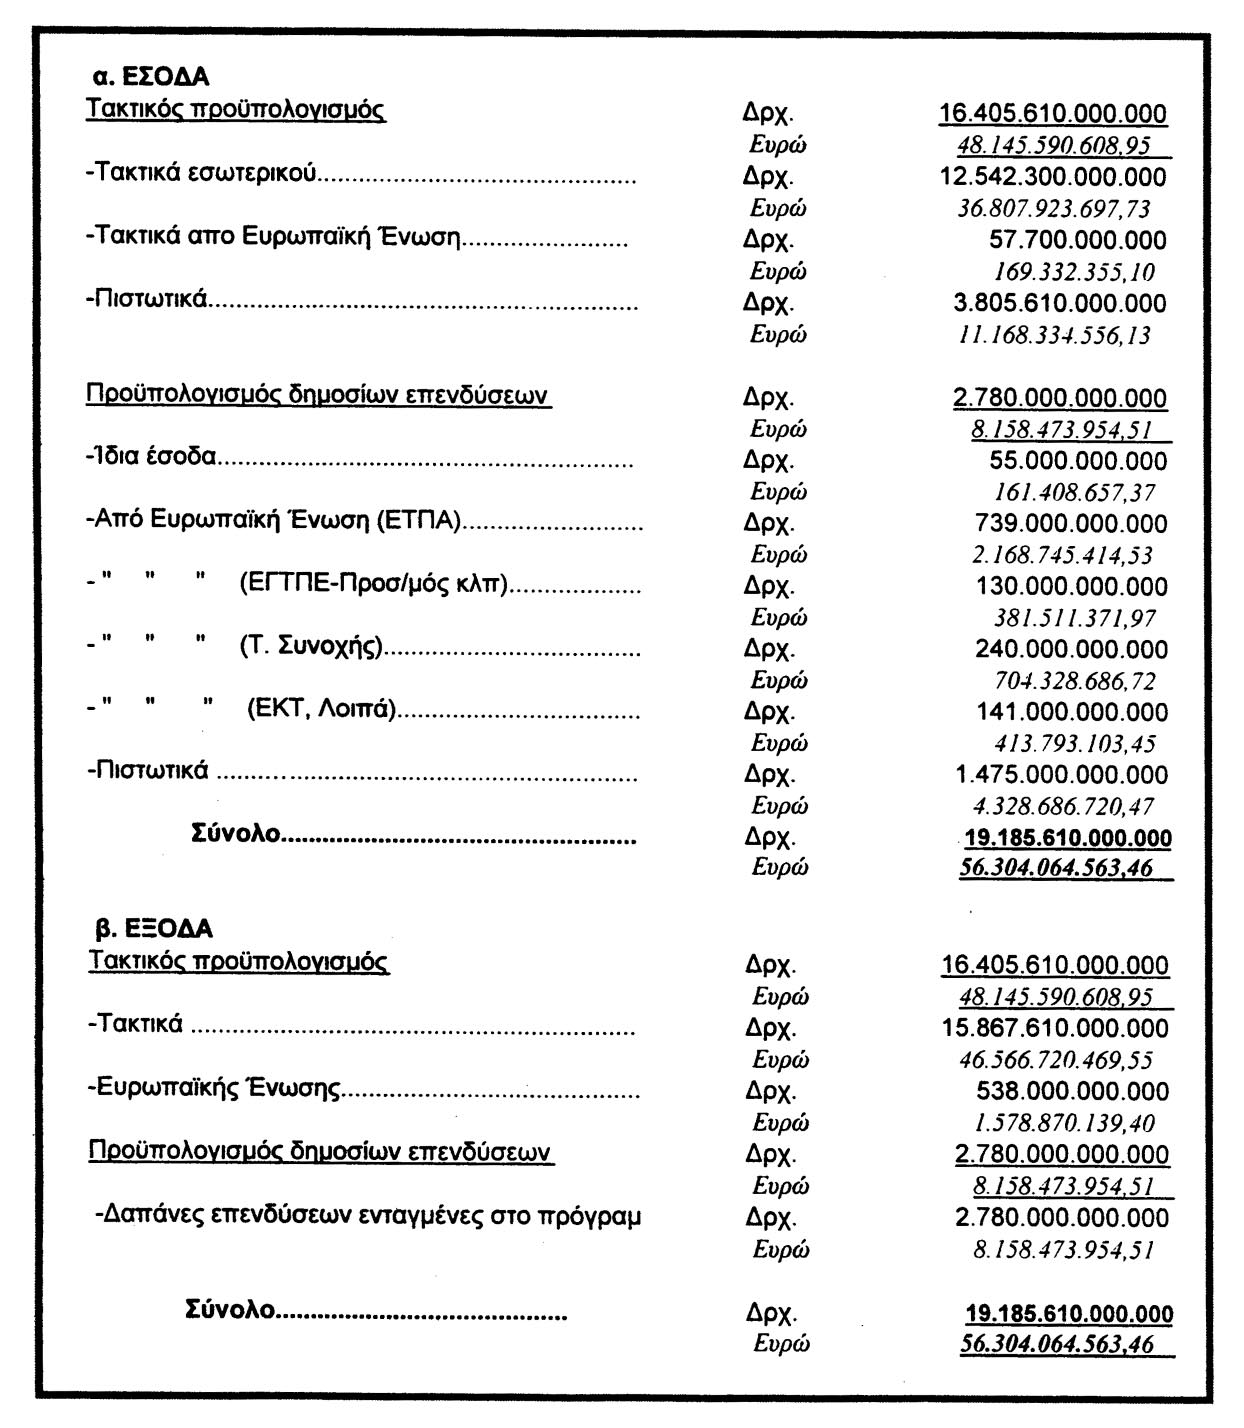 α. ΕΣΟΔΑ
Τακτικός προϋπολογισμός Δρχ. 16.405.610.000.000
Ευρώ 48.145.590.608,95
-Τακτικά εσωτερικού.................................................... Δρχ. 12.542.300.000.000
Ευρώ 36.807.923.697,73
-Τακτικά απο Ευρωπαϊκή Ένωση........................... Δρχ. 57.700.000.000
Ευρώ 169.332.355,10
-Πιστωτικά...................................................................... Δρχ. 3.805.610.000.000
Ευρώ 11.168.334.556,13
Προϋπολογισμός δημοσίων επενδύσεων Δρχ. 2.780.000.000.000
Ευρώ 8.158.473.954,51
-Ίδια έσοδα.................................................................... Δρχ. 55.000.000.000
Ευρώ 161.408.657,37
-Από Ευρωπαϊκή Ένωση (ΕΤΠΑ).............................. Δρχ. 739.000.000.000
Ευρώ 2.168.745.414,53
- " " " (ΕΓΤΠΕ-Προσ/μός κλπ)...................... Δρχ. 130.000.000.000
Ευρώ 381.511.371,97
- " " " (Τ. Συνοχής).......................................... Δρχ. 240.000.000.000
Ευρώ 704.328.686,72
- " " " (ΕΚΤ, Λοιπά)........................................ Δρχ. 141.000.000.000
Ευρώ 413.793.103,45
-Πιστωτικά ..................................................................... Δρχ. 1.475.000.000.000
Ευρώ 4.328.686.720,47
Σύνολο.................................................... Δρχ. 19.185.610.000.000
Ευρώ 56.304.064.563,46
β. ΕΞΟΔΑ
Τακτικός προϋπολογισμός Δρχ. 16.405.610.000.000
Ευρώ 48.145.590.608,95
-Τακτικά ......................................................................... Δρχ. 15.867.610.000.000
Ευρώ 46.566.720.469,55
-Ευρωπαϊκής Ένωσης................................................. Δρχ. 538.000.000.000
Ευρώ 1.578.870.139,40
Προϋπολογισμός δημοσίων επενδύσεων Δρχ. 2.780.000.000.000
Ευρώ 8.158.473.954,51
-Δαπάνες επενδύσεων ενταγμένες στο πρόγραμ Δρχ. 2.780.000.000.000
Ευρώ 8.158.473.954,51
Σύνολο........................................... Δρχ. 19.185.610.000.000
Ευρώ 56.304.064.563,46